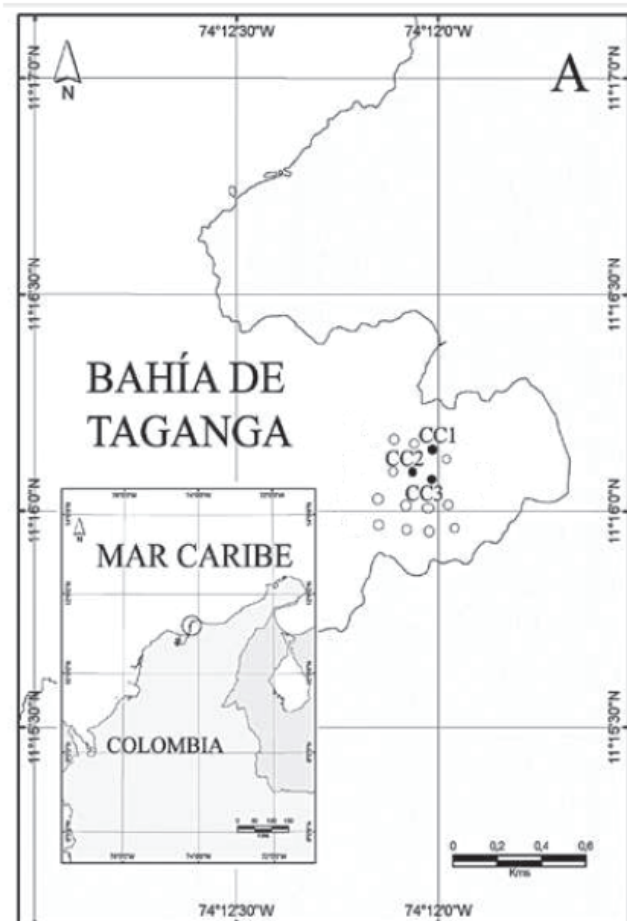 74°12'30"W 74°12'0"W
A
N
11°17'0"N 11°17'0"N
11°16'30"N 11°16'30"N
BAHÍA DE
TAGANGA
CC1
CC2
CC3
11°16'0"N 11°16'0"N
N
MAR CARIBE
COLOMBIA
11°15'30"N 11°15'30"N
0 0,2 0,4 0,6
Kms
74°12'30"W 74°12'0"W